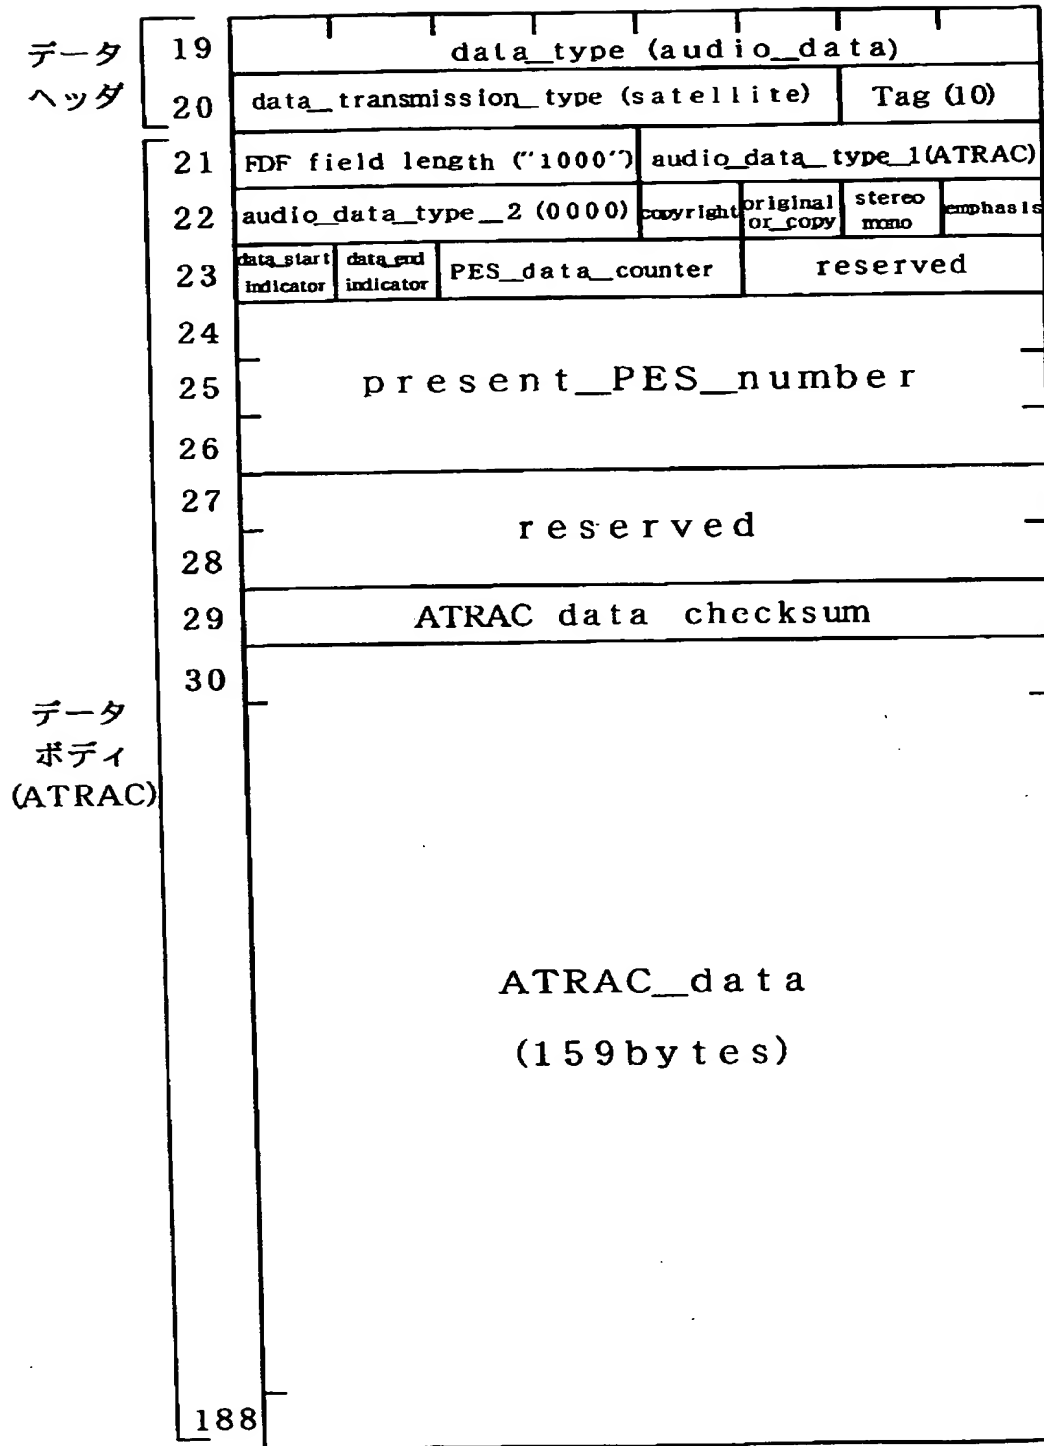 データ
ヘッダ
19
data_type (audio_data)
20
data_transmission_type (satellite)
Tag (10)
21
FDF field length ("1000")
audio_data_type_1(ATRAC)
22
audio_data_type_2 (0000)
copyright
original
or_copy
stereo
mono
emphasis
23
data_start
indicator
data_end
indicator
PES_data_counter
reserved
24
25
present_PES_number
26
27
reserved
28
29
ATRAC data checksum
30
データ
ボディ
(ATRAC)
ATRAC_data
(159bytes)
188